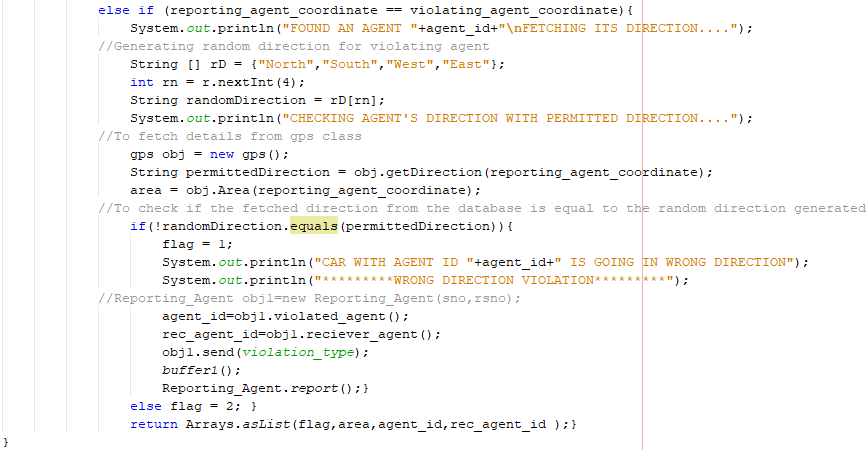 else if (reporting_agent_coordinate == violating_agent_coordinate){
System.out.println("FOUND AN AGENT "+agent_id+"\nFETCHING ITS DIRECTION....");
//Generating random direction for violating agent
String [] rD = {"North","South","West","East"};
int rn = r.nextInt(4);
String randomDirection = rD[rn];
System.out.println("CHECKING AGENT'S DIRECTION WITH PERMITTED DIRECTION....");
//To fetch details from gps class
gps obj = new gps();
String permittedDirection = obj.getDirection(reporting_agent_coordinate);
area = obj.Area(reporting_agent_coordinate);
//To check if the fetched direction from the database is equal to the random direction generated
if(!randomDirection.equals(permittedDirection)){
flag = 1;
System.out.println("CAR WITH AGENT ID "+agent_id+" IS GOING IN WRONG DIRECTION");
System.out.println("*********WRONG DIRECTION VIOLATION*********");
//Reporting_Agent obj1=new Reporting_Agent(sno,rsno);
agent_id=obj1.violated_agent();
rec_agent_id=obj1.reciever_agent();
obj1.send(violation_type);
buffer1();
Reporting_Agent.report();}
else flag = 2; }
return Arrays.asList(flag,area,agent_id,rec_agent_id );}
}